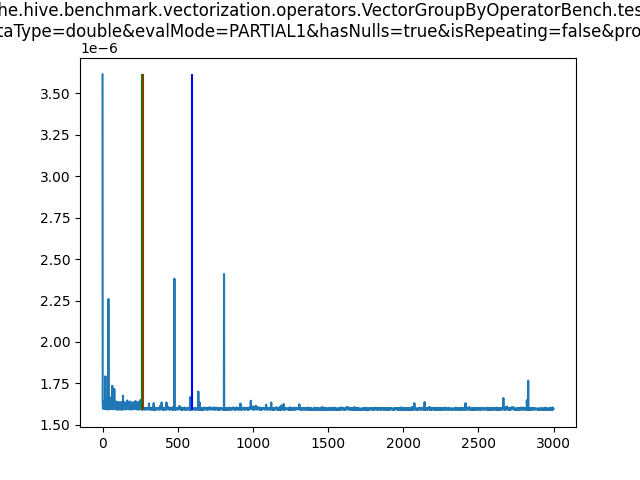 he.hive.benchmark.vectorization.operators.VectorGroupByOperatorBench.tes
taType=double&evalMode=PARTIAL1&hasNulls=true&isRepeating=false&pro
1e−6
3.50
3.25
3.00
2.75
2.50
2.25
2.00
1.75
1.50
0 500 1000 1500 2000 2500 3000